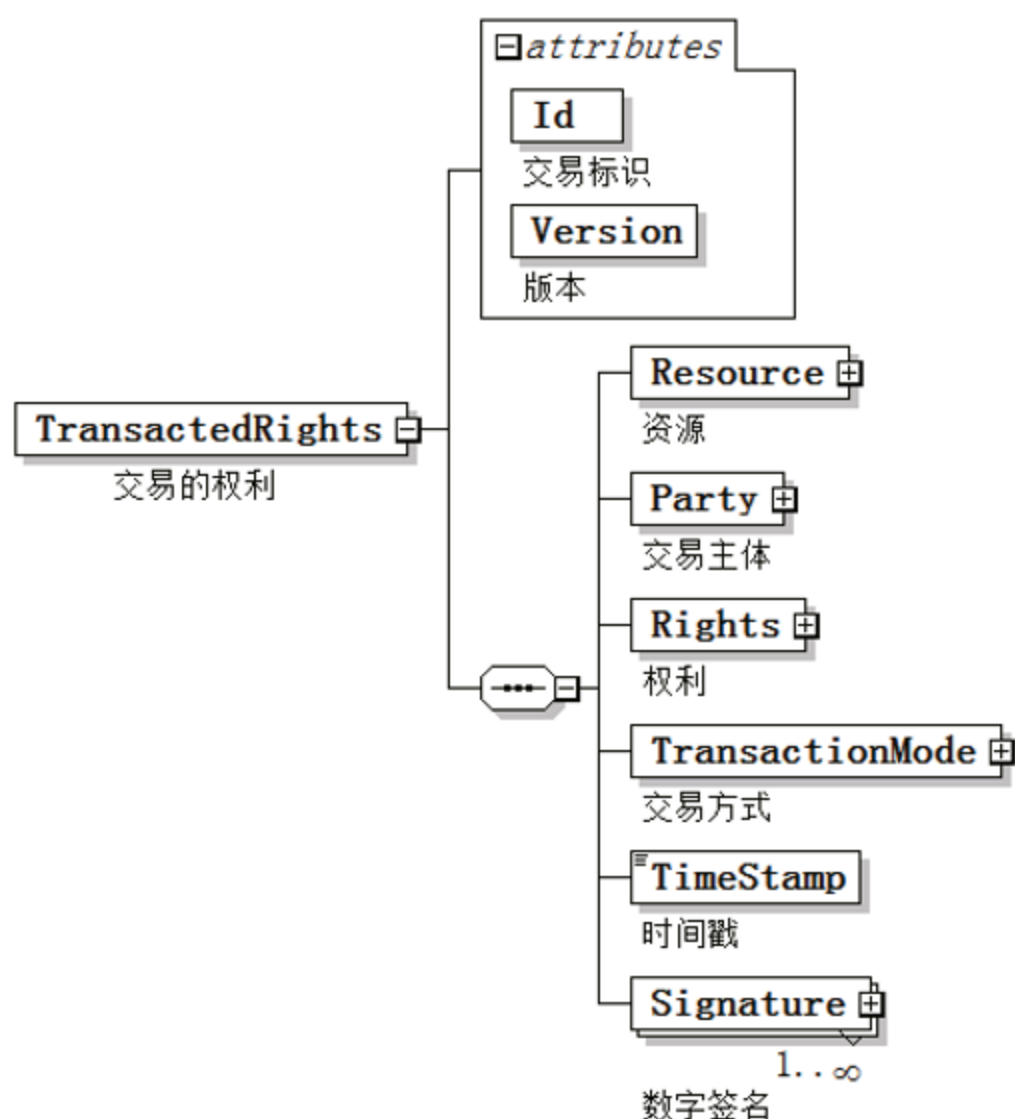 attributes
Id
交易标识
Version
版本
TransactedRights
交易的权利
Resource
资源
Party
交易主体
Rights
权利
TransactionMode
交易方式
TimeStamp
时间戳
Signature
1..∞
数字签名